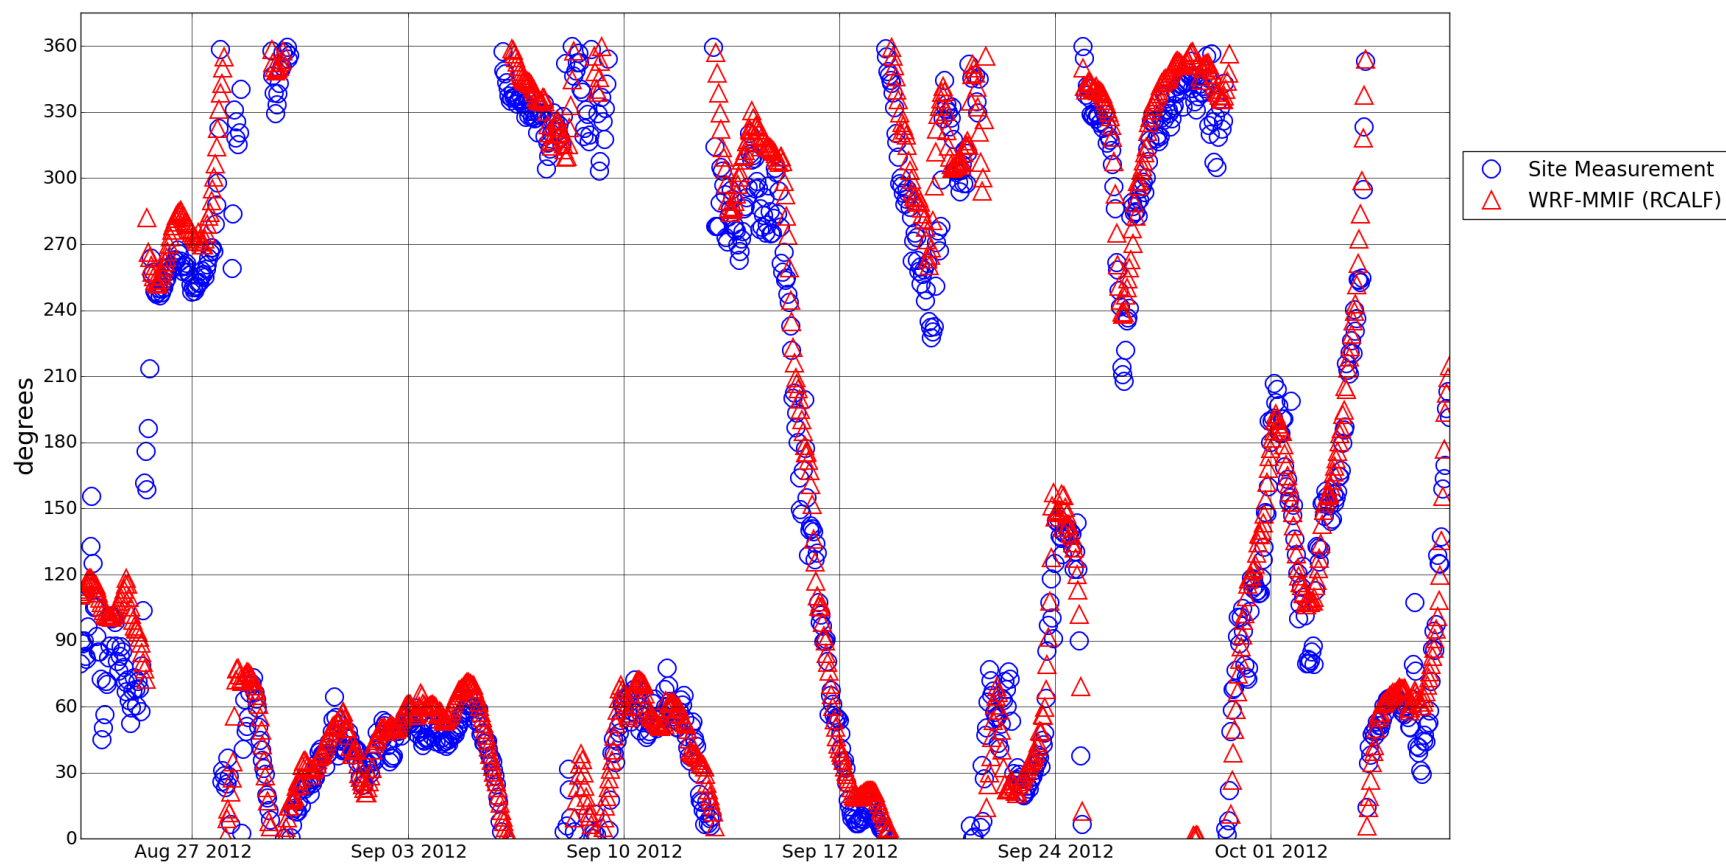 360
330
300
270
240
210
180
150
120
90
60
30
0
degrees
Aug 27 2012
Sep 03 2012
Sep 10 2012
Sep 17 2012
Sep 24 2012
Oct 01 2012
Site Measurement
WRF-MMIF (RCALF)